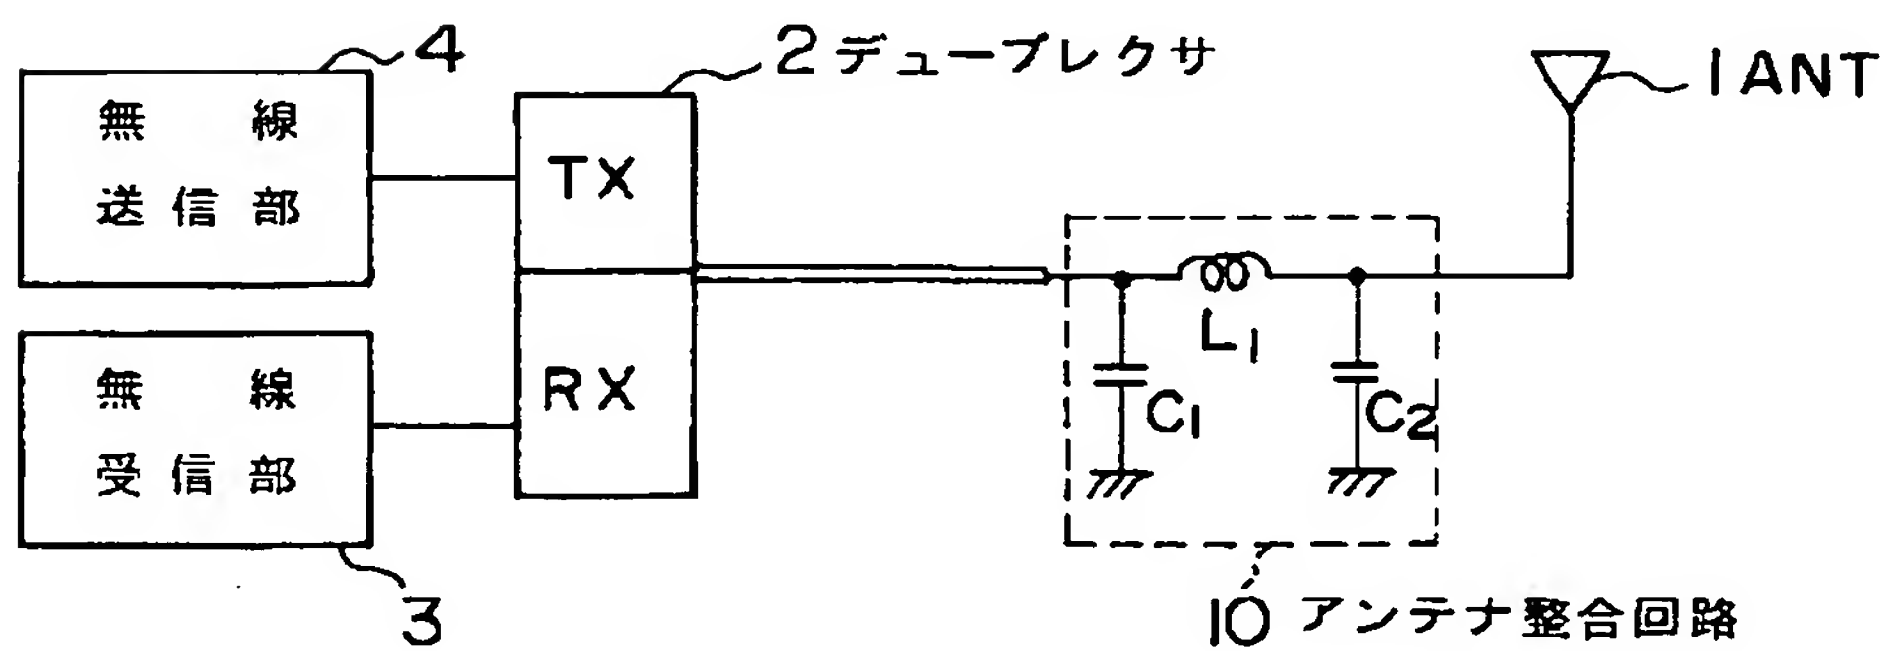 4
無線
送信部
2 デュープレクサ
TX
RX
1 ANT
無線
受信部
3
L1
C1
C2
10 アンテナ整合回路